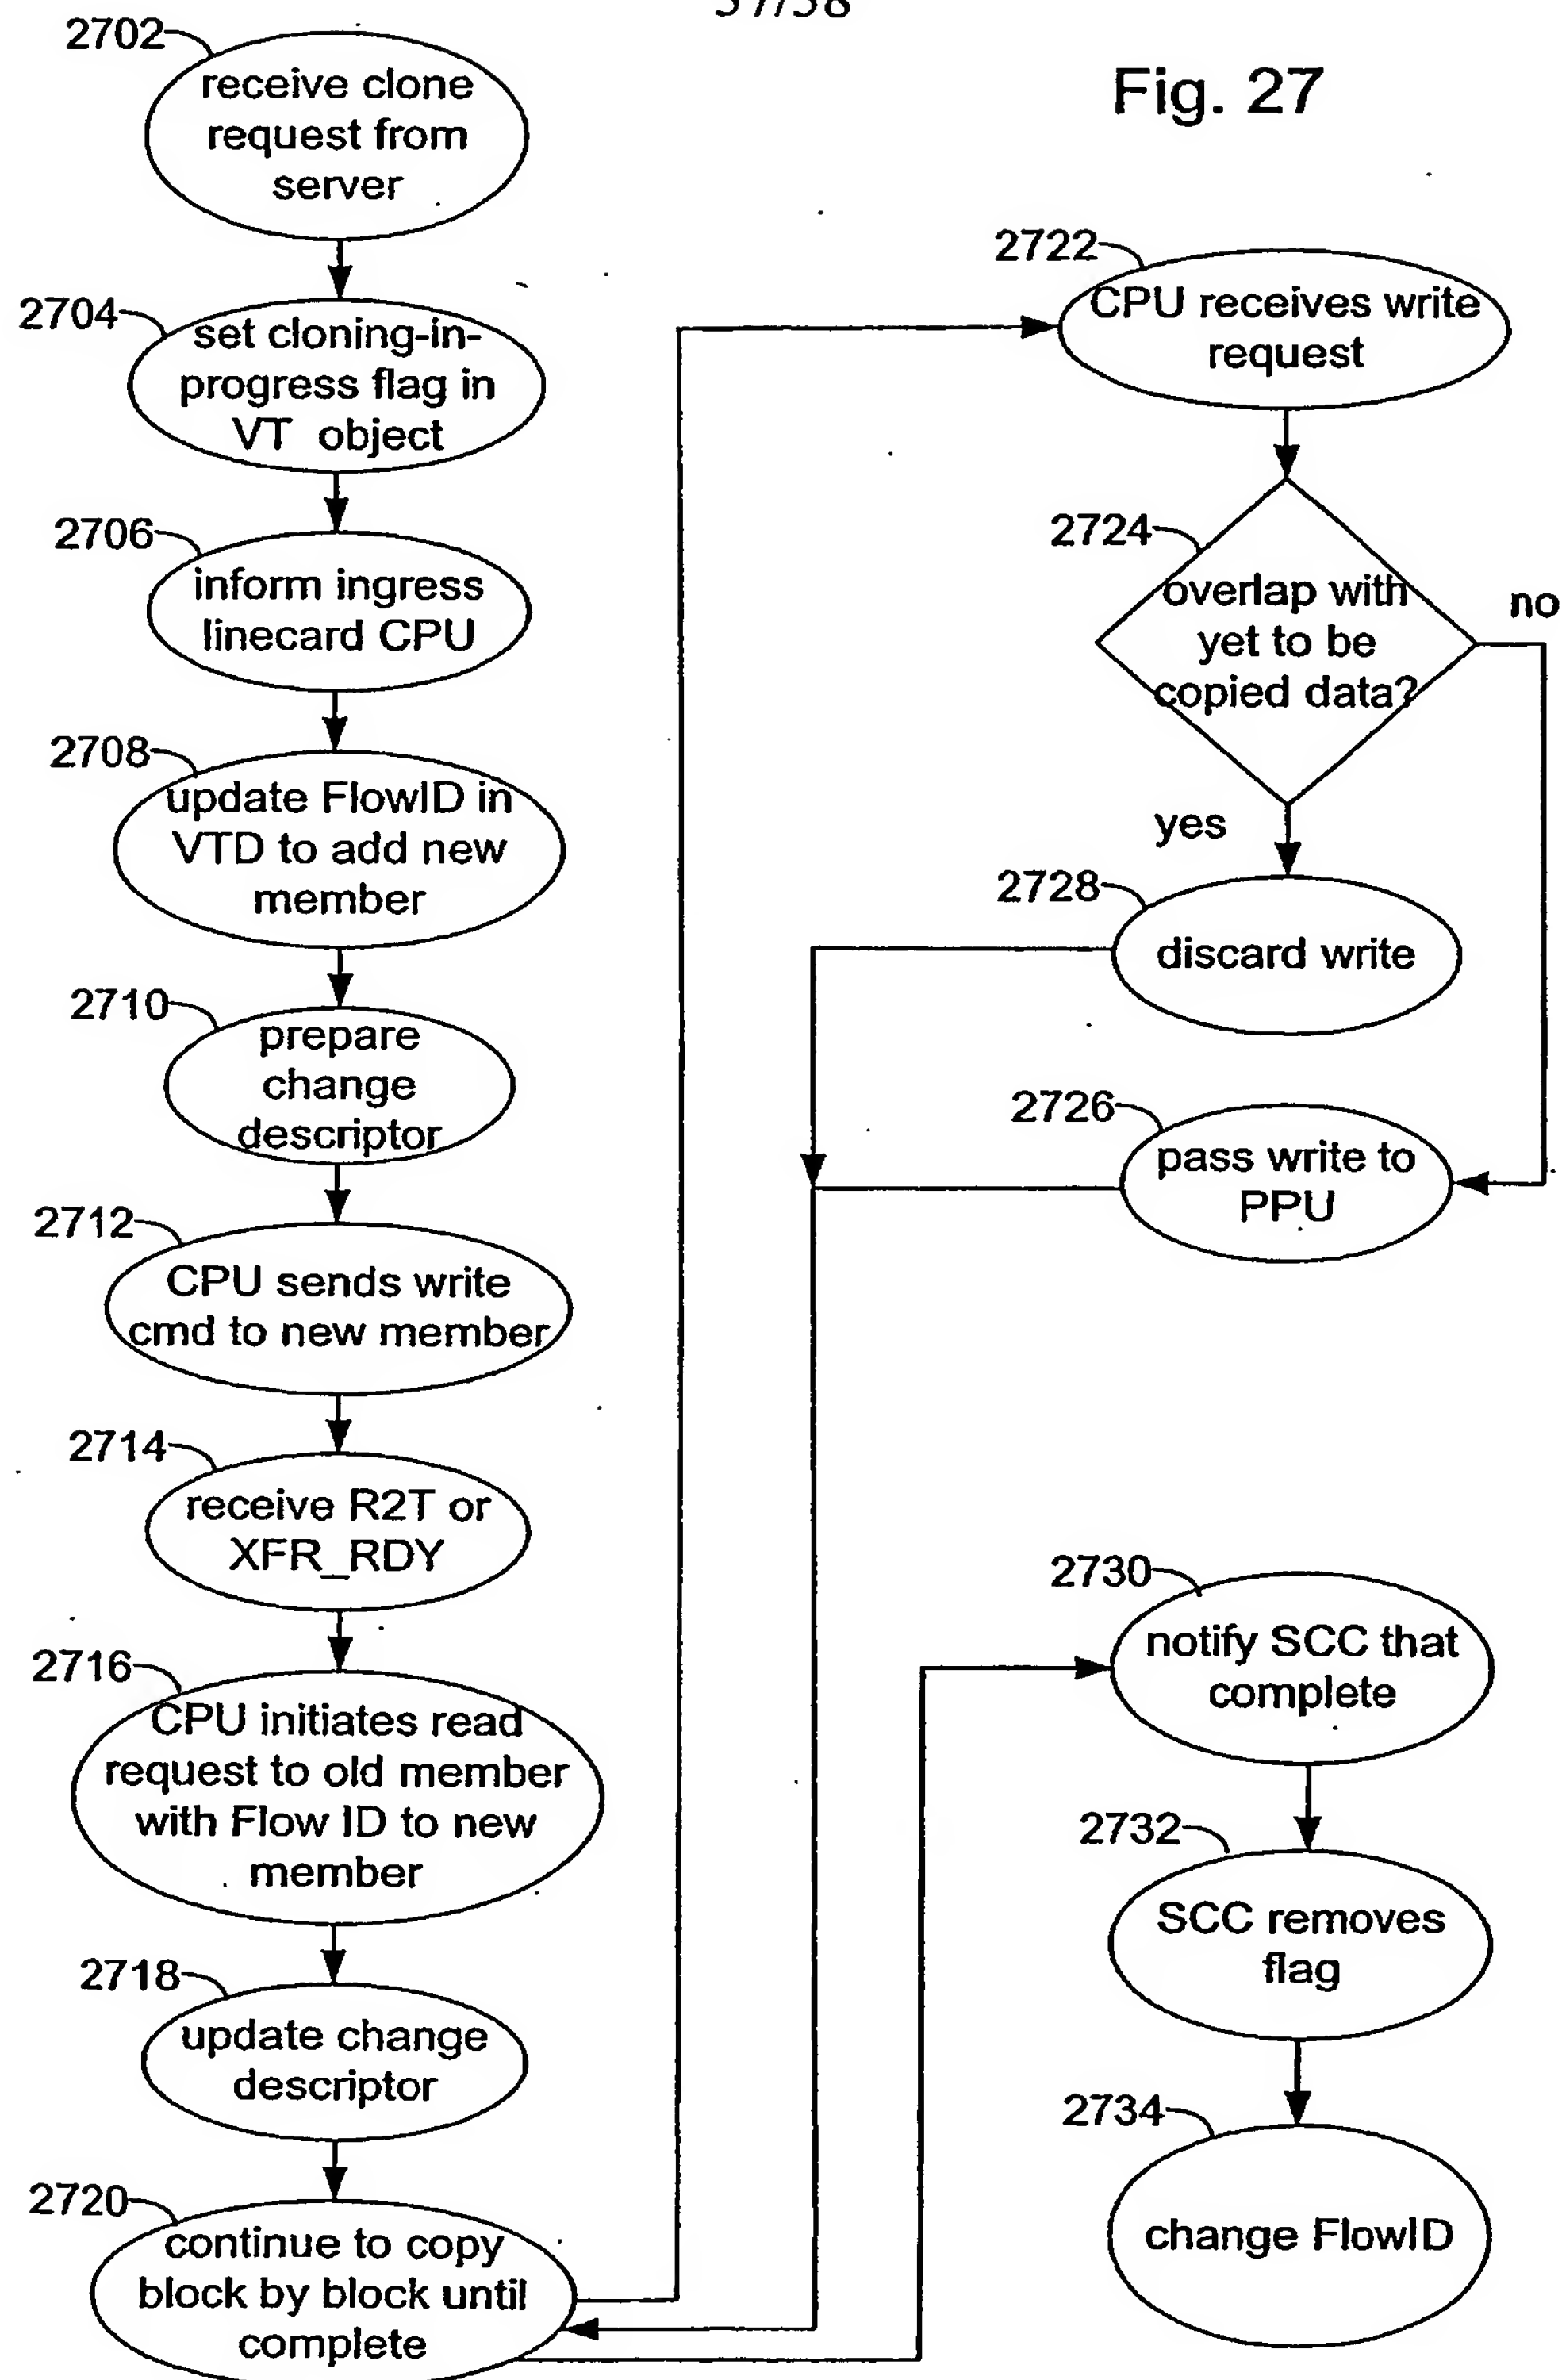 Fig. 27
2702
receive clone
request from
server
2704
set cloning-in-
progress flag in
VT object
2706
inform ingress
linecard CPU
2708
update FlowID in
VTD to add new
member
2710
prepare
change
descriptor
2712
CPU sends write
cmd to new member
2714
receive R2T or
XFR_RDY
2716
CPU initiates read
request to old member
with Flow ID to new
member
2718
update change
descriptor
2720
continue to copy
block by block until
complete
2722
CPU receives write
request
2724
overlap with
yet to be
copied data?
no
yes
2728
discard write
2726
pass write to
PPU
2730
notify SCC that
complete
2732
SCC removes
flag
2734
change FlowID